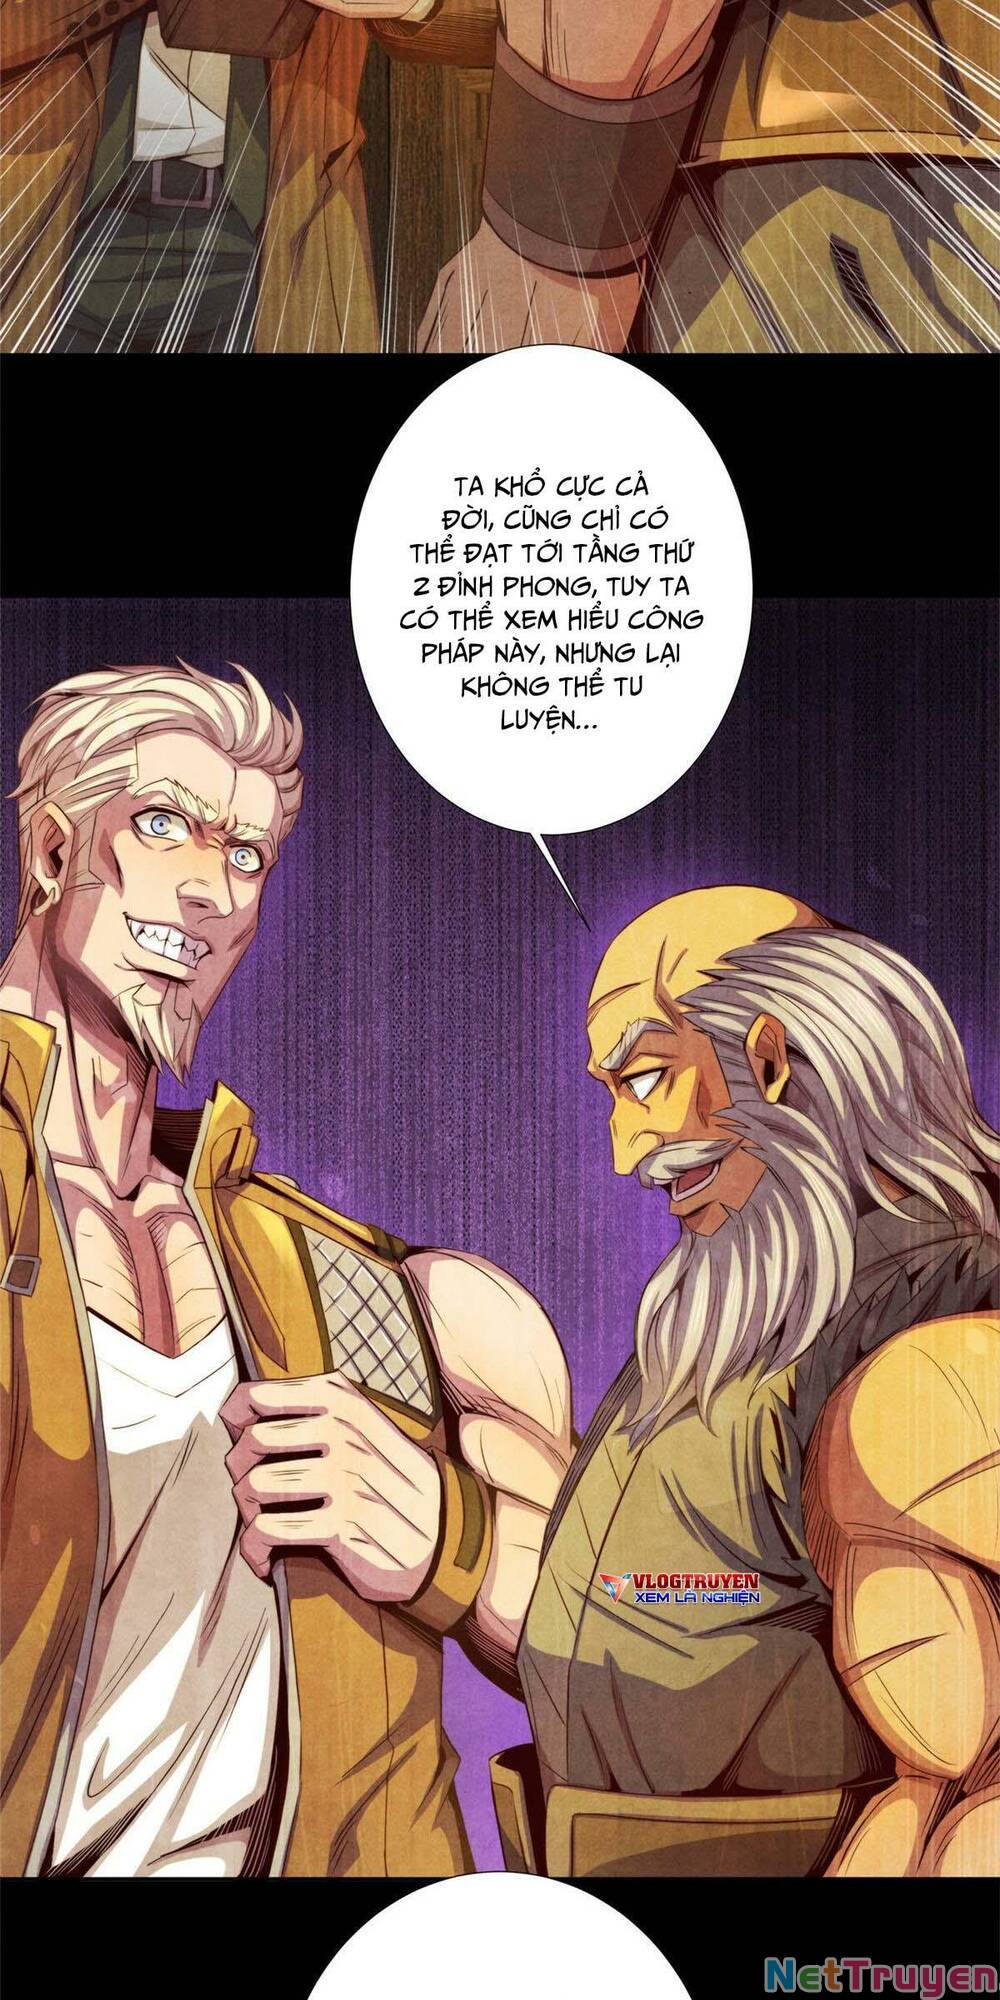 TA KHỔ CỰC CẢ
ĐỜI, CŨNG CHỈ CÓ
THỂ ĐẠT TỚI TẦNG THỨ
2 ĐỈNH PHONG, TUY TA
CÓ THỂ XEM HIỂU CÔNG
PHÁP NÀY, NHƯNG LẠI
KHÔNG THỂ TU
LUYỆN...
VLOGTRUYEN
XEM LÀ NGHIỆN
NetTruyen